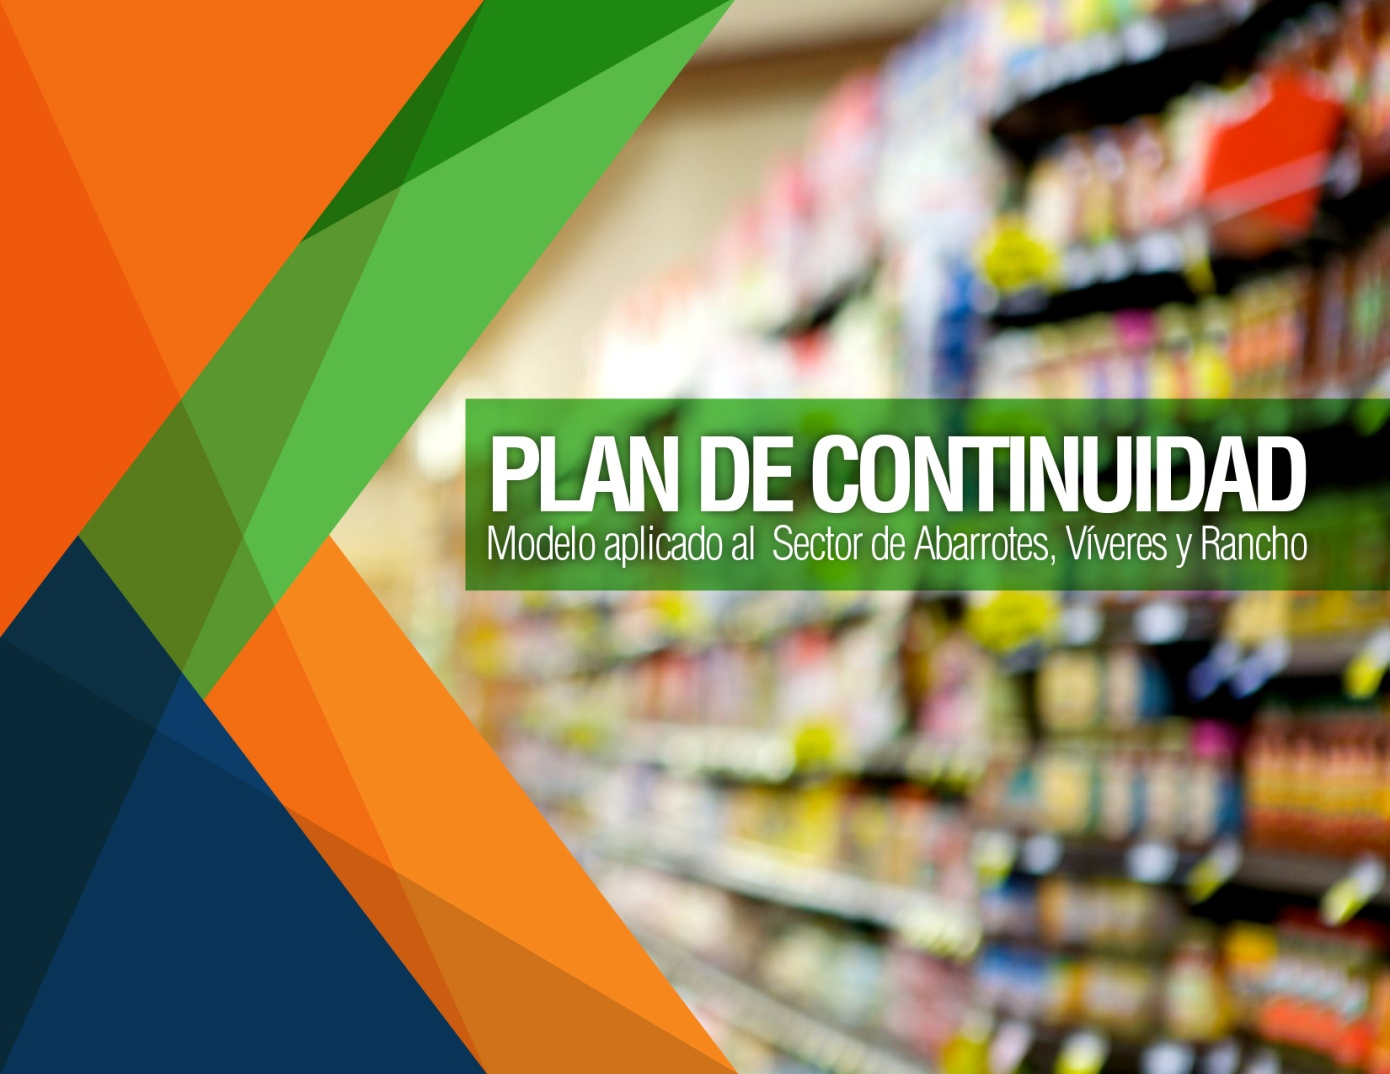 PLAN DE CONTINUIDAD
Modelo aplicado al Sector de Abarrotes, Víveres y Rancho